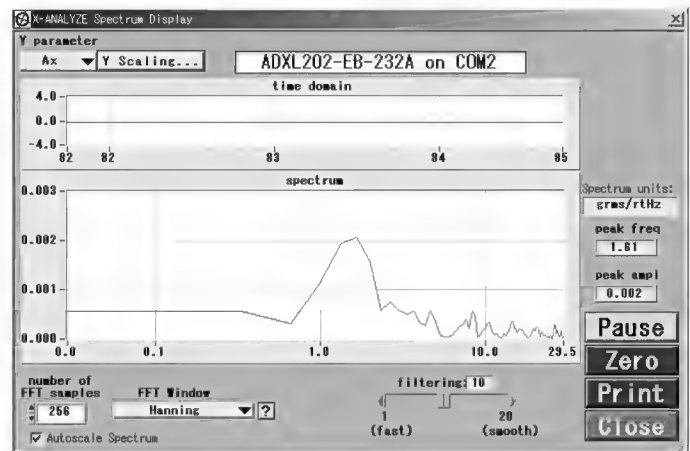 X-ANALYZE Spectrum Display
Y parameter
Ax Y Scaling... ADXL202-EB-232A on COM2
time domain
4.0
0.0
-4.0
82 82 83 84 85
spectrum
0.003
0.002
0.001
0.000
0.0 0.1 1.0 10.0 29.5
Spectrum units:
grms/rtHz
peak freq
1.61
peak ampl
0.002
Pause
Zero
Print
Close
number of
FFT samples FFT Window
256 Hanning ?
Autoscale Spectrum
filtering: 10
1 20
(fast) (smooth)